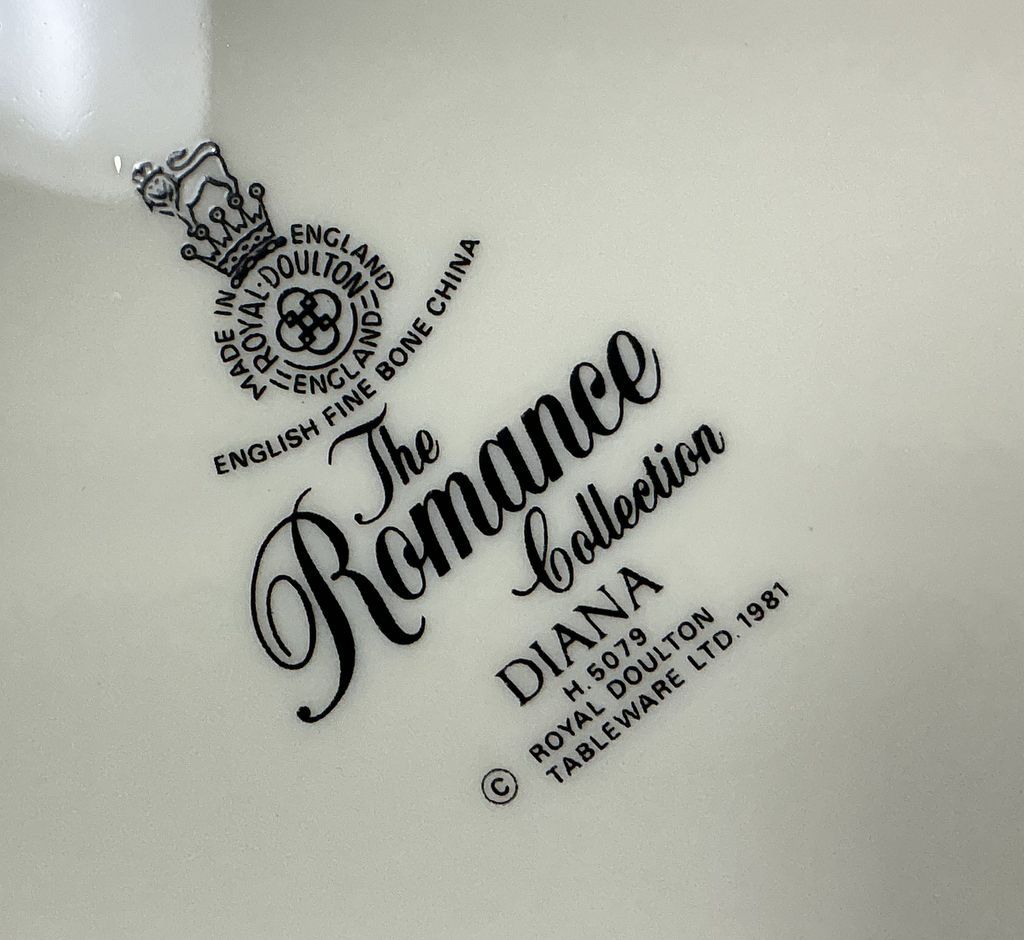 MADE IN ENGLAND
ROYAL·DOULTON
ENGLAND
ENGLISH FINE BONE CHINA
The
Romance
Collection
DIANA
H. 5079
© ROYAL DOULTON
TABLEWARE LTD. 1981